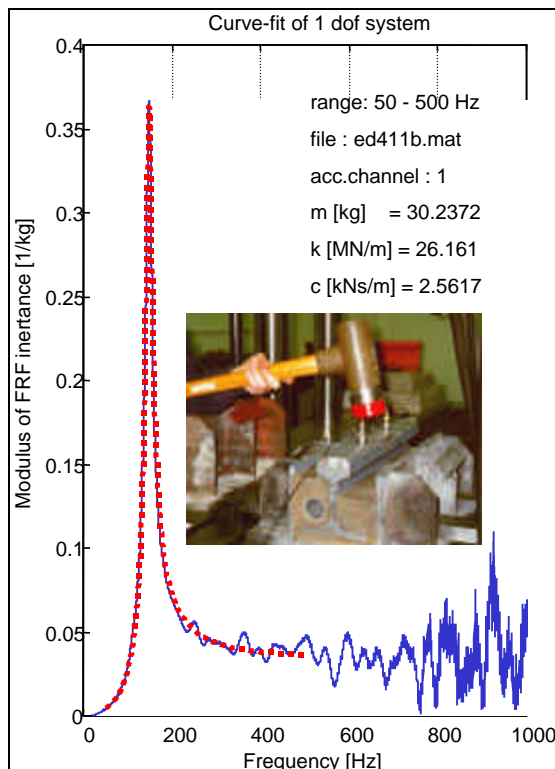 Curve-fit of 1 dof system
0.4
0.35
0.3
0.25
0.2
0.15
0.1
0.05
0
Modulus of FRF inertance [1/kg]
range: 50 - 500 Hz
file : ed411b.mat
acc.channel : 1
m [kg] = 30.2372
k [MN/m] = 26.161
c [kNs/m] = 2.5617
0 200 400 600 800 1000
Frequency [Hz]